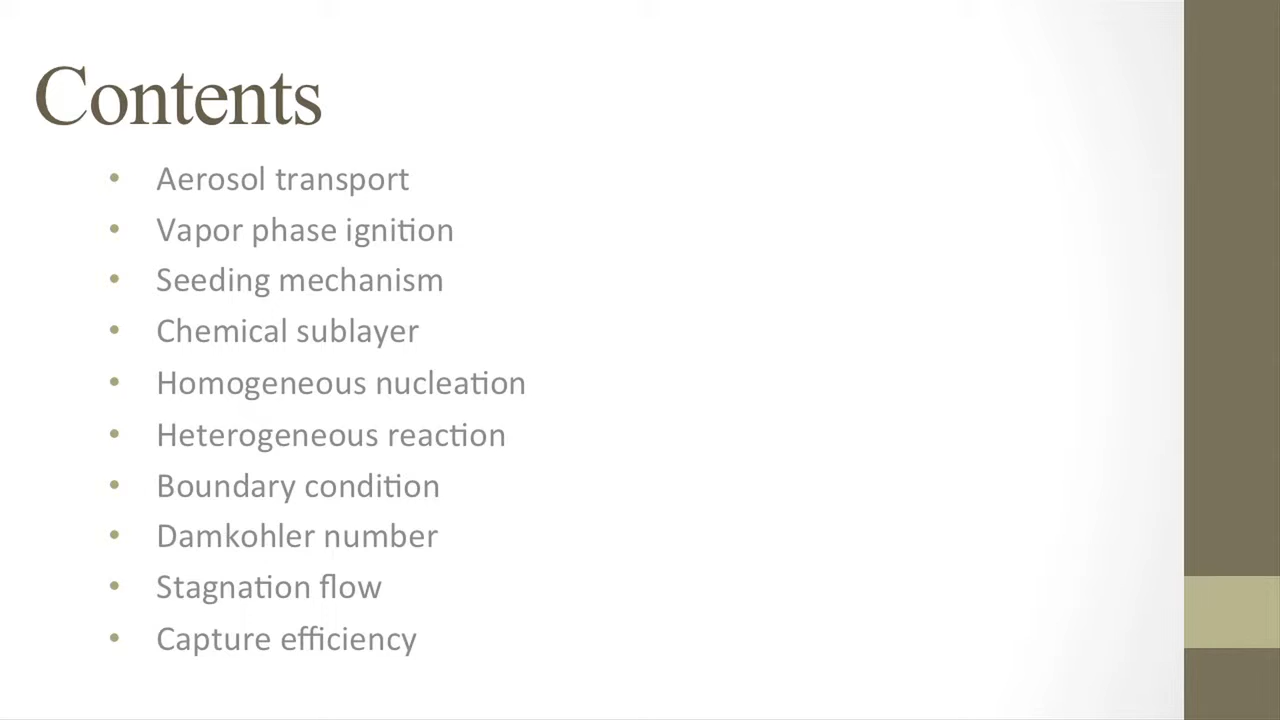 Contents
• Aerosol transport
• Vapor phase ignition
• Seeding mechanism
• Chemical sublayer
• Homogeneous nucleation
• Heterogeneous reaction
• Boundary condition
• Damkohler number
• Stagnation flow
• Capture efficiency